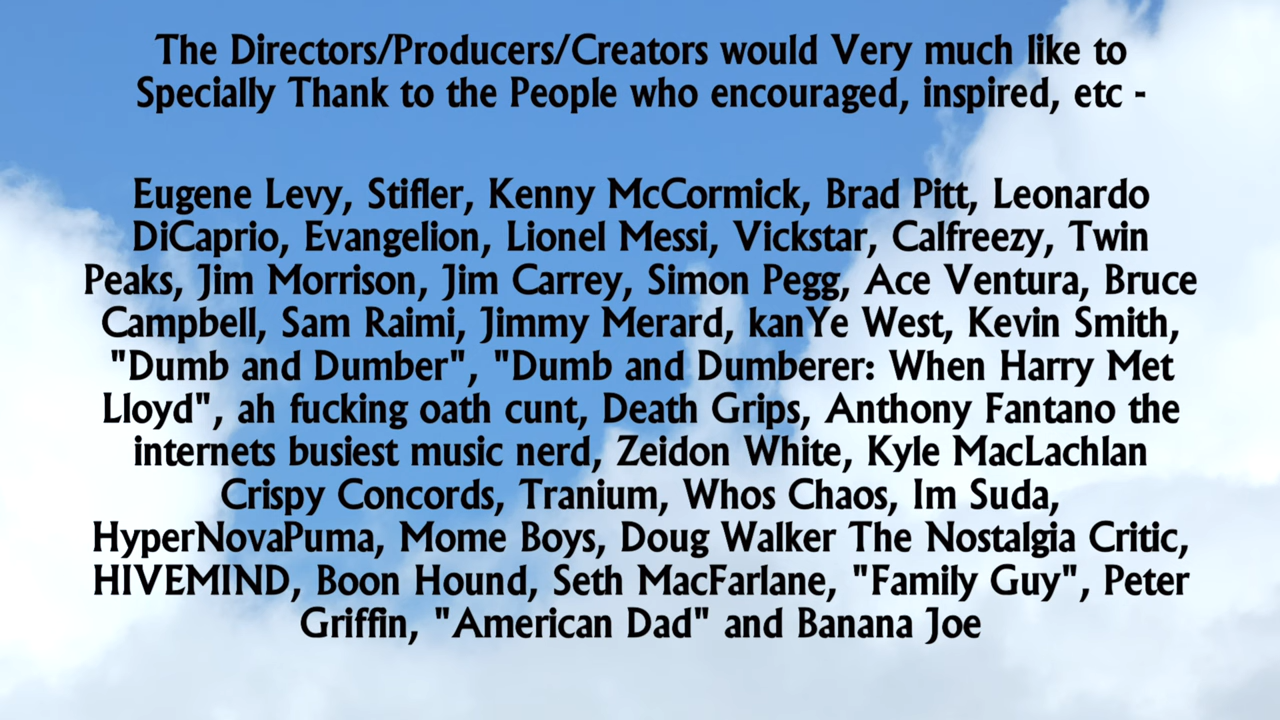 The Directors/Producers/Creators would Very much like to
Specially Thank to the People who encouraged, inspired, etc -
Eugene Levy, Stifler, Kenny McCormick, Brad Pitt, Leonardo
DiCaprio, Evangelion, Lionel Messi, Vickstar, Calfreezy, Twin
Peaks, Jim Morrison, Jim Carrey, Simon Pegg, Ace Ventura, Bruce
Campbell, Sam Raimi, Jimmy Merard, kanYe West, Kevin Smith,
"Dumb and Dumber", "Dumb and Dumberer: When Harry Met
Lloyd", ah fucking oath cunt, Death Grips, Anthony Fantano the
internets busiest music nerd, Zeidon White, Kyle MacLachlan
Crispy Concords, Tranium, Whos Chaos, Im Suda,
HyperNovaPuma, Mome Boys, Doug Walker The Nostalgia Critic,
HIVEMIND, Boon Hound, Seth MacFarlane, "Family Guy", Peter
Griffin, "American Dad" and Banana Joe